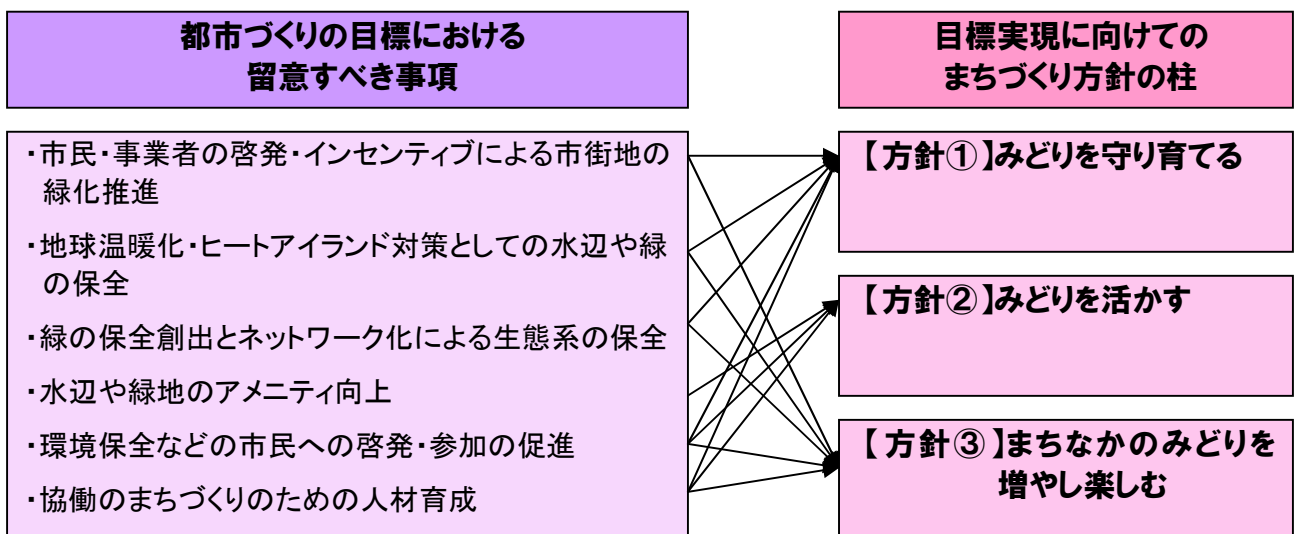 都市づくりの目標における
留意すべき事項
目標実現に向けての
まちづくり方針の柱
・市民・事業者の啓発・インセンティブによる市街地の
緑化推進
・地球温暖化・ヒートアイランド対策としての水辺や緑
の保全
・緑の保全創出とネットワーク化による生態系の保全
・水辺や緑地のアメニティ向上
・環境保全などの市民への啓発・参加の促進
・協働のまちづくりのための人材育成
【方針①】みどりを守り育てる
【方針②】みどりを活かす
【方針③】まちなかのみどりを
増やし楽しむ